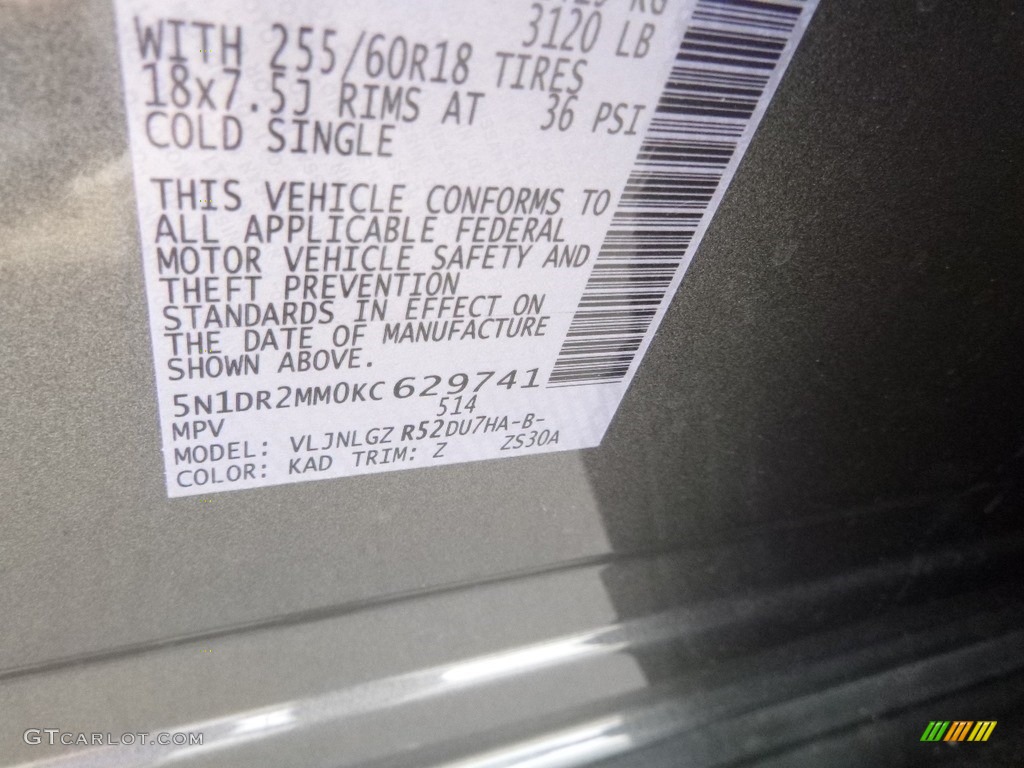 3120 LB
WITH 255/60R18 TIRES
18x7.5J RIMS AT 36 PSI
COLD SINGLE
THIS VEHICLE CONFORMS TO
ALL APPLICABLE FEDERAL
MOTOR VEHICLE SAFETY AND
THEFT PREVENTION
STANDARDS IN EFFECT ON
THE DATE OF MANUFACTURE
SHOWN ABOVE.
5N1DR2MM0KC 629741
MPV 514
MODEL: VLJNLGZ R52DU7HA-B-
COLOR: KAD TRIM: Z ZS30A
GTCARLOT.COM